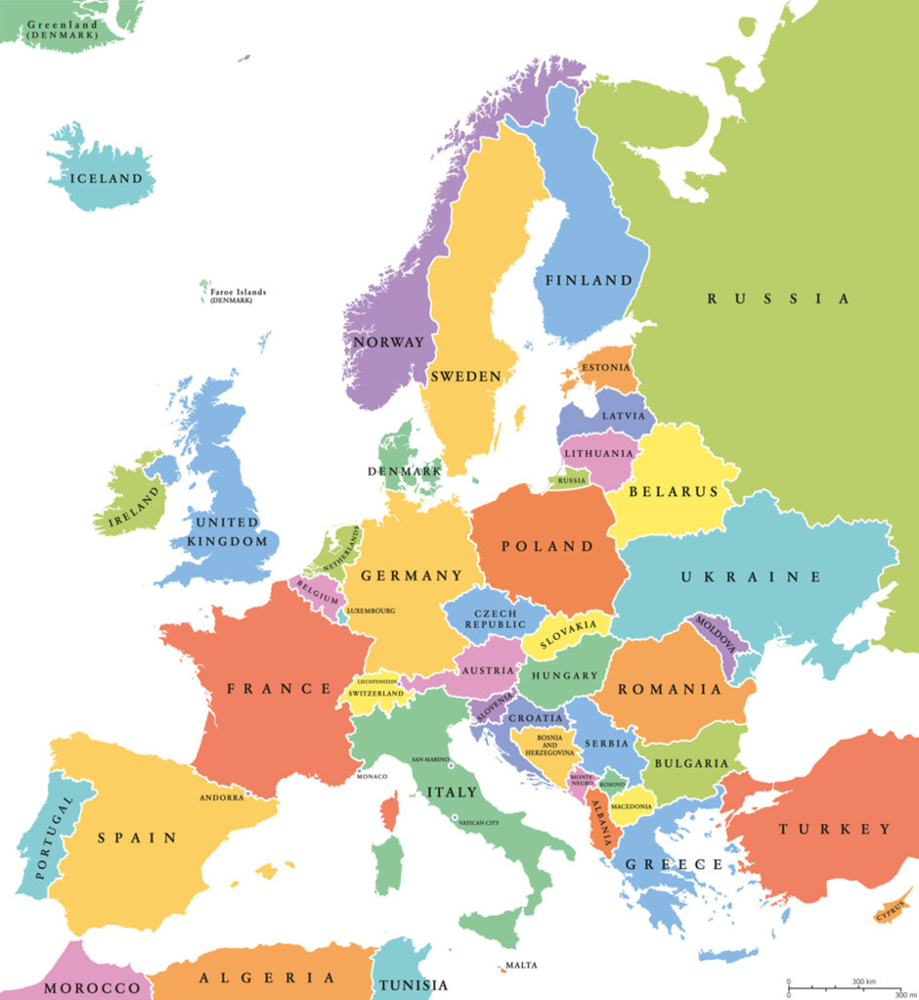 Greenland
(DENMARK)
ICELAND
Faroe Islands
(DENMARK)
FINLAND
RUSSIA
NORWAY
SWEDEN
ESTONIA
LATVIA
LITHUANIA
RUSSIA
DENMARK
BELARUS
IRELAND
UNITED
KINGDOM
NETHERLANDS
POLAND
GERMANY
UKRAINE
BELGIUM
LUXEMBOURG
CZECH
REPUBLIC
SLOVAKIA
MOLDOVA
FRANCE
LIECHTENSTEIN
SWITZERLAND
AUSTRIA
HUNGARY
ROMANIA
SLOVENIA
CROATIA
BOSNIA
AND
HERZEGOVINA
SERBIA
BULGARIA
SAN MARINO
MONACO
MONTE-
NEGRO
KOSOVO
ITALY
ANDORRA
MACEDONIA
ALBANIA
VATICAN CITY
PORTUGAL
SPAIN
TURKEY
GREECE
CYPRUS
MALTA
MOROCCO
ALGERIA
TUNISIA
0 300 km
0 300 mi